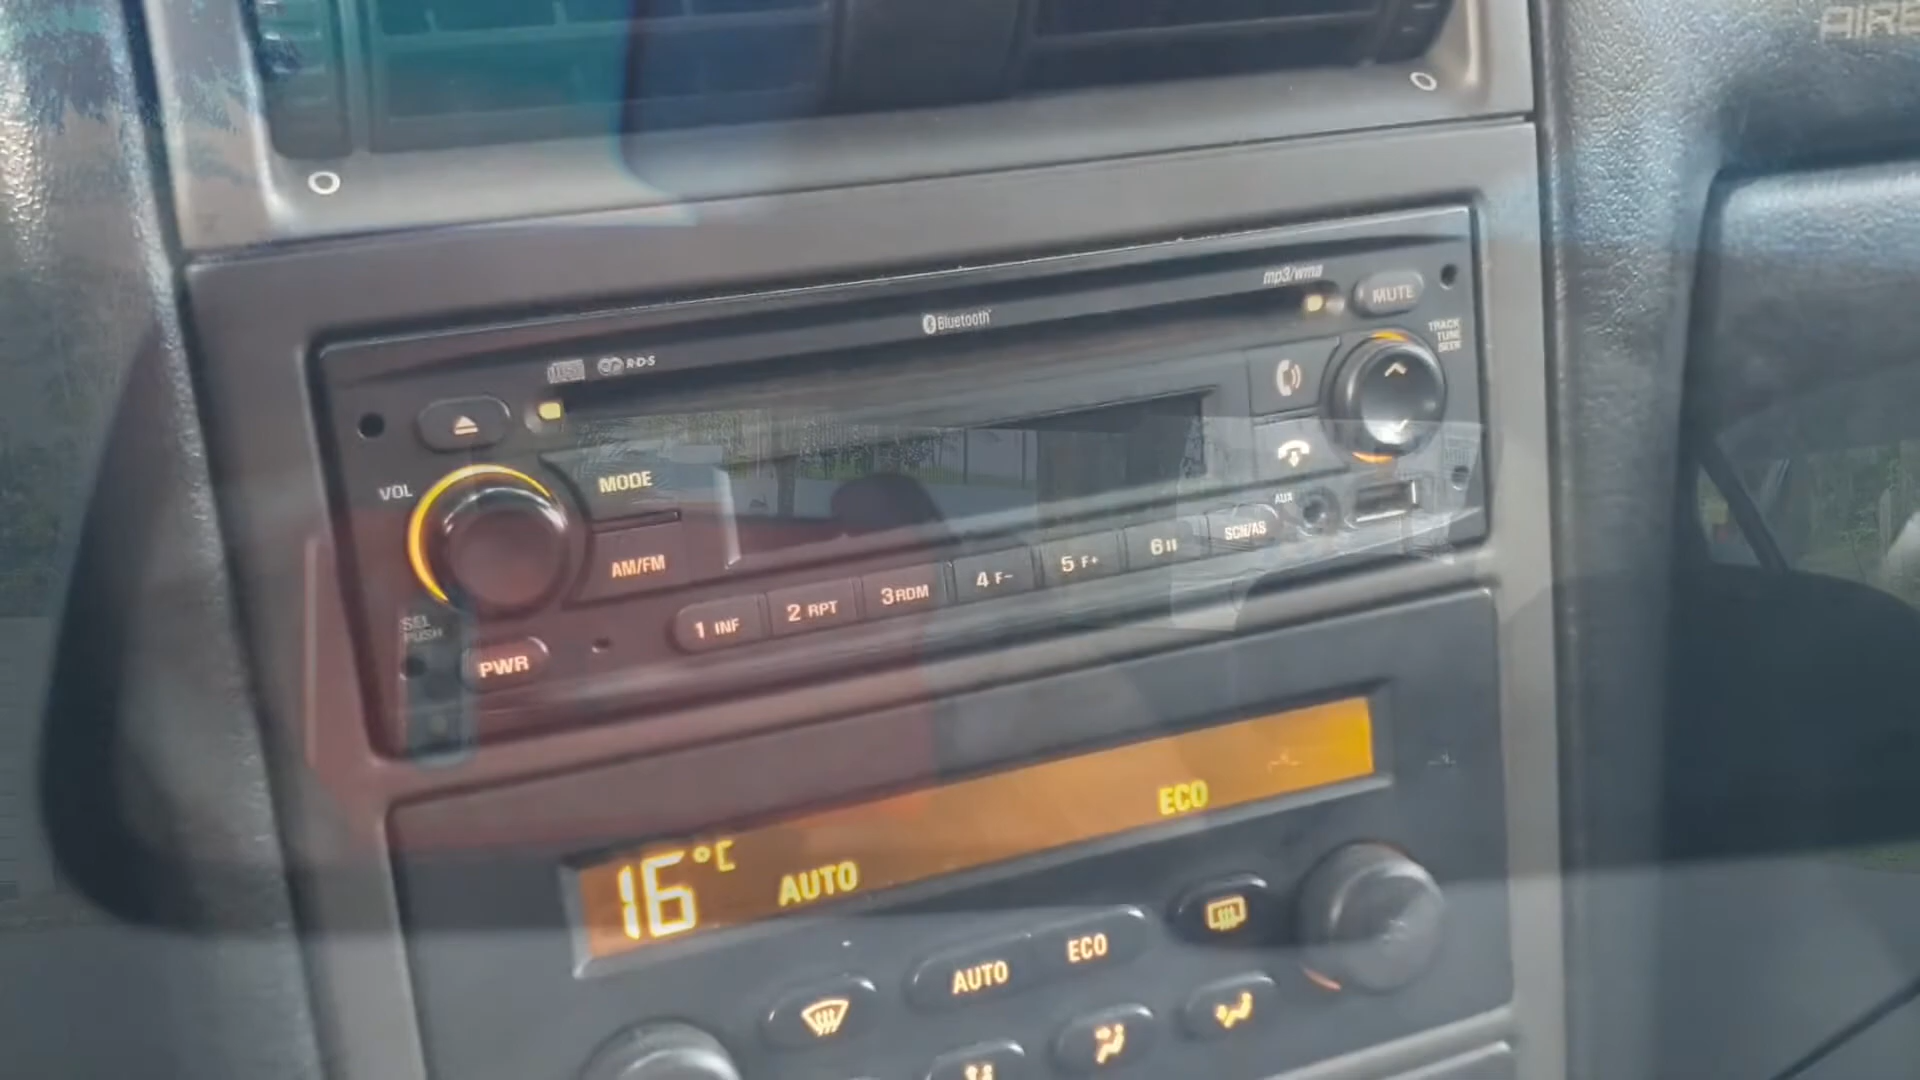 AIRB
mp3/wma
MUTE
Bluetooth
TRACK
TUNE
SEEK
R·D·S
VOL
MODE
AM/FM
AUX
SCN/AS
6 II
5 F+
4 F-
3 RDM
2 RPT
1 INF
SEL
PUSH
PWR
ECO
16°C AUTO
AUTO ECO